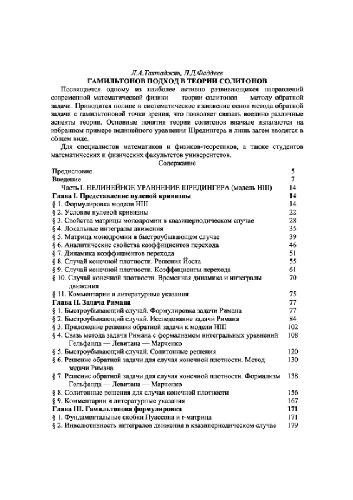 Л.А.Тахтаджян, Л.Д.Фаддеев
ГАМИЛЬТОНОВ ПОДХОД В ТЕОРИИ СОЛИТОНОВ
Посвящается одному из наиболее активно развивающихся направлений
современной математической физики теории солитонов методу обратной
задачи. Приводится полное и систематическое изложение основ метода обратной
задачи с гамильтоновой точки зрения, что позволяет связать воедино различные
аспекты теории. Основные понятия теории солитонов вначале излагаются на
избранном примере нелинейного уравнения Шредингера и лишь затем вводятся в
общем виде.
Для специалистов математиков и физиков-теоретиков, а также студентов
математических и физических факультетов университетов.
Содержание
Предисловие 5
Введение 7
Часть I. НЕЛИНЕЙНОЕ УРАВНЕНИЕ ШРЕДИНГЕРА (модель НШ) 14
Глава I. Представление нулевой кривизны 14
§ 1. Формулировка модели НШ 14
§ 2. Условие нулевой кривизны 22
§ 3. Свойства матрицы монодромии в квазипериодическом случае 28
§ 4. Локальные интегралы движения 35
§ 5. Матрица монодромии в быстроубывающем случае 39
§ 6. Аналитические свойства коэффициентов перехода 46
§ 7. Динамика коэффициентов перехода 51
§ 8. Случай конечной плотности. Решения Йоста 55
§ 9. Случай конечной плотности. Коэффициенты перехода 61
§ 10. Случай конечной плотности. Временная динамика и интегралы 70
движения
§ 11. Комментарии и литературные указания 75
Глава II. Задача Римана 77
§ 1. Быстроубывающий случай. Формулировка задачи Римана 77
§ 2. Быстроубывающий случай. Исследование задачи Римана 84
§ 3. Приложение решения обратной задачи к модели НШ 102
§ 4. Связь метода задачи Римана с формализмом интегральных уравнений 108
Гельфанда — Левитана — Марченко
§ 5. Быстроубывающий случай. Солитонные решения 120
§ 6. Решение обратной задачи для случая конечной плотности. Метод 130
задачи Римана
§ 7. Решение обратной задачи для случая конечной плотности. Формализм 138
Гельфанда — Левитана — Марченко
§ 8. Солитонные решения для случая конечной плотности 156
§ 9. Комментарии и литературные указания 167
Глава III. Гамильтонова формулировка 171
§ 1. Фундаментальные скобки Пуассона и r-матрица 171
§ 2. Инволютивность интегралов движения в квазипериодическом случае 179